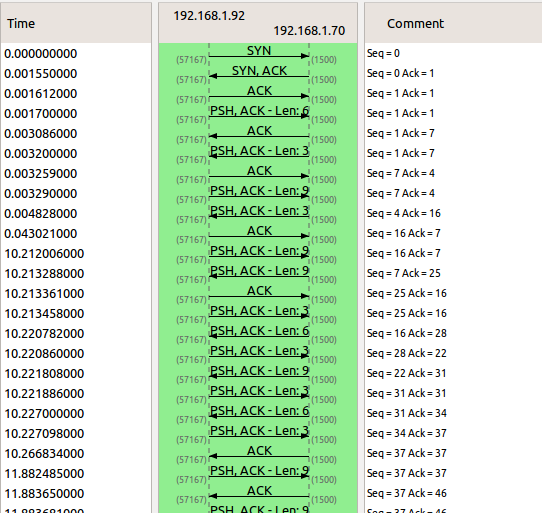 Time 192.168.1.92 192.168.1.70 Comment
0.000000000 (57167) SYN (1500) Seq = 0
0.001550000 (57167) SYN, ACK (1500) Seq = 0 Ack = 1
0.001612000 (57167) ACK (1500) Seq = 1 Ack = 1
0.001700000 (57167) PSH, ACK - Len: 6 (1500) Seq = 1 Ack = 1
0.003086000 (57167) ACK (1500) Seq = 1 Ack = 7
0.003200000 (57167) PSH, ACK - Len: 3 (1500) Seq = 1 Ack = 7
0.003259000 (57167) ACK (1500) Seq = 7 Ack = 4
0.003290000 (57167) PSH, ACK - Len: 9 (1500) Seq = 7 Ack = 4
0.004828000 (57167) PSH, ACK - Len: 3 (1500) Seq = 4 Ack = 16
0.043021000 (57167) ACK (1500) Seq = 16 Ack = 7
10.212006000 (57167) PSH, ACK - Len: 9 (1500) Seq = 16 Ack = 7
10.213288000 (57167) PSH, ACK - Len: 9 (1500) Seq = 7 Ack = 25
10.213361000 (57167) ACK (1500) Seq = 25 Ack = 16
10.213458000 (57167) PSH, ACK - Len: 3 (1500) Seq = 25 Ack = 16
10.220782000 (57167) PSH, ACK - Len: 6 (1500) Seq = 16 Ack = 28
10.220860000 (57167) PSH, ACK - Len: 3 (1500) Seq = 28 Ack = 22
10.221808000 (57167) PSH, ACK - Len: 9 (1500) Seq = 22 Ack = 31
10.221886000 (57167) PSH, ACK - Len: 3 (1500) Seq = 31 Ack = 31
10.227000000 (57167) PSH, ACK - Len: 6 (1500) Seq = 31 Ack = 34
10.227098000 (57167) PSH, ACK - Len: 3 (1500) Seq = 34 Ack = 37
10.266834000 (57167) ACK (1500) Seq = 37 Ack = 37
11.882485000 (57167) PSH, ACK - Len: 9 (1500) Seq = 37 Ack = 37
11.883650000 (57167) ACK (1500) Seq = 37 Ack = 46
11.883681000 PSH, ACK - Len: 9 Seq = 37 Ack = 46